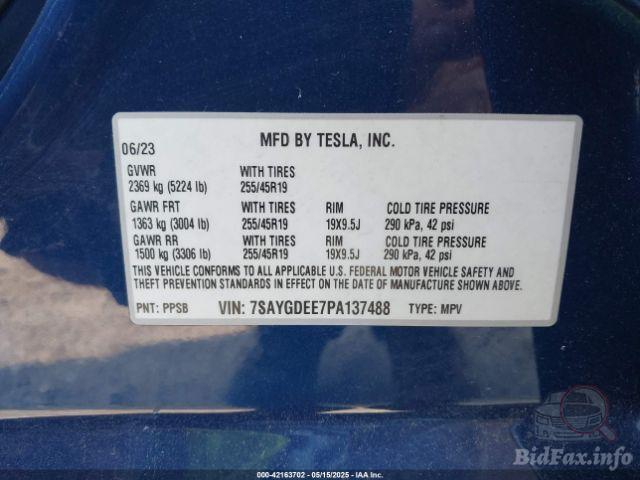 06/23 MFD BY TESLA, INC.
GVWR WITH TIRES
2369 kg (5224 lb) 255/45R19
GAWR FRT WITH TIRES RIM COLD TIRE PRESSURE
1363 kg (3004 lb) 255/45R19 19X9.5J 290 kPa, 42 psi
GAWR RR WITH TIRES RIM COLD TIRE PRESSURE
1500 kg (3306 lb) 255/45R19 19X9.5J 290 kPa, 42 psi
THIS VEHICLE CONFORMS TO ALL APPLICABLE U.S. FEDERAL MOTOR VEHICLE SAFETY AND
THEFT PREVENTION STANDARDS IN EFFECT ON THE DATE OF MANUFACTURE SHOWN ABOVE.
PNT: PPSB VIN: 7SAYGDEE7PA137488 TYPE: MPV
BidFax.info
000-42163702 - 05/15/2025 - IAA Inc.